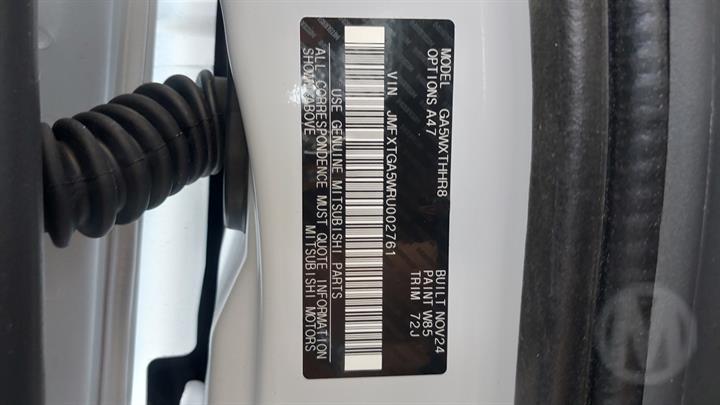 MODEL GA5WXTHHR8 BUILT NOV24
OPTIONS A47 PAINT W85
TRIM 72J
VIN JMFXTGA5WRU002761
USE GENUINE MITSUBISHI PARTS
ALL CORRESPONDENCE MUST QUOTE INFORMATION
SHOWN ABOVE MITSUBISHI MOTORS
M